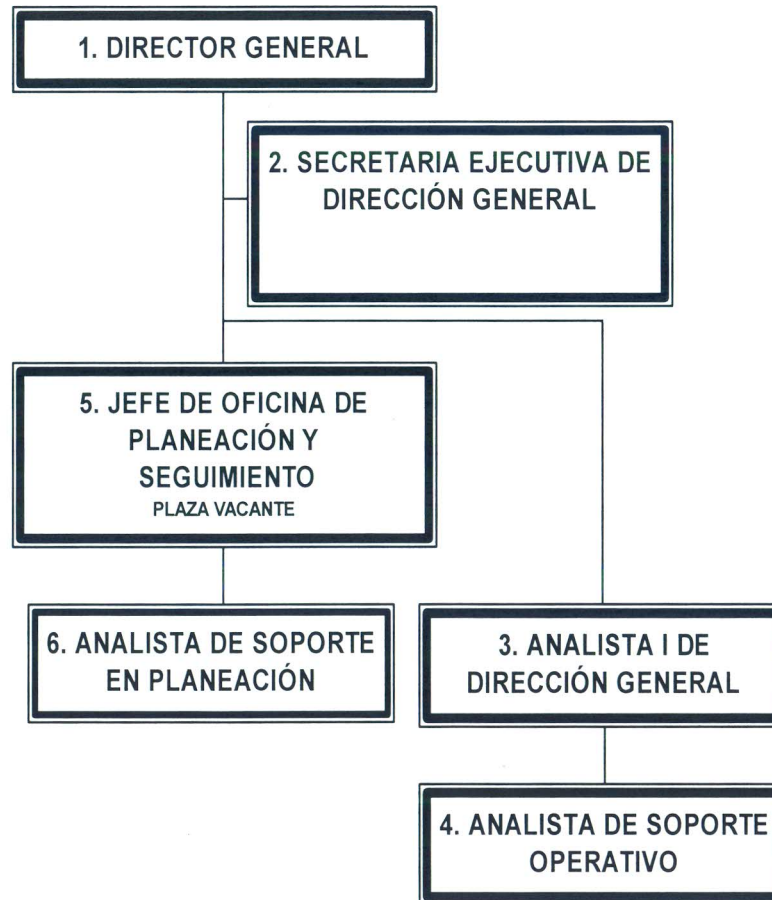 1. DIRECTOR GENERAL
2. SECRETARIA EJECUTIVA DE
DIRECCIÓN GENERAL
5. JEFE DE OFICINA DE
PLANEACIÓN Y
SEGUIMIENTO
PLAZA VACANTE
6. ANALISTA DE SOPORTE
EN PLANEACIÓN
3. ANALISTA I DE
DIRECCIÓN GENERAL
4. ANALISTA DE SOPORTE
OPERATIVO